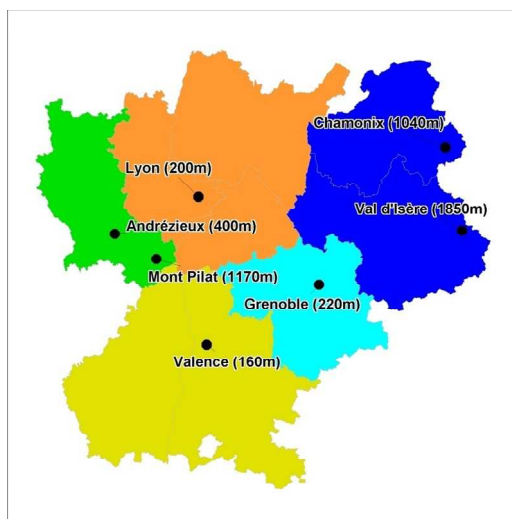 Chamonix (1040m)
Lyon (200m)
Val d'Isère (1850m)
Andrézieux (400m)
Mont Pilat (1170m)
Grenoble (220m)
Valence (160m)